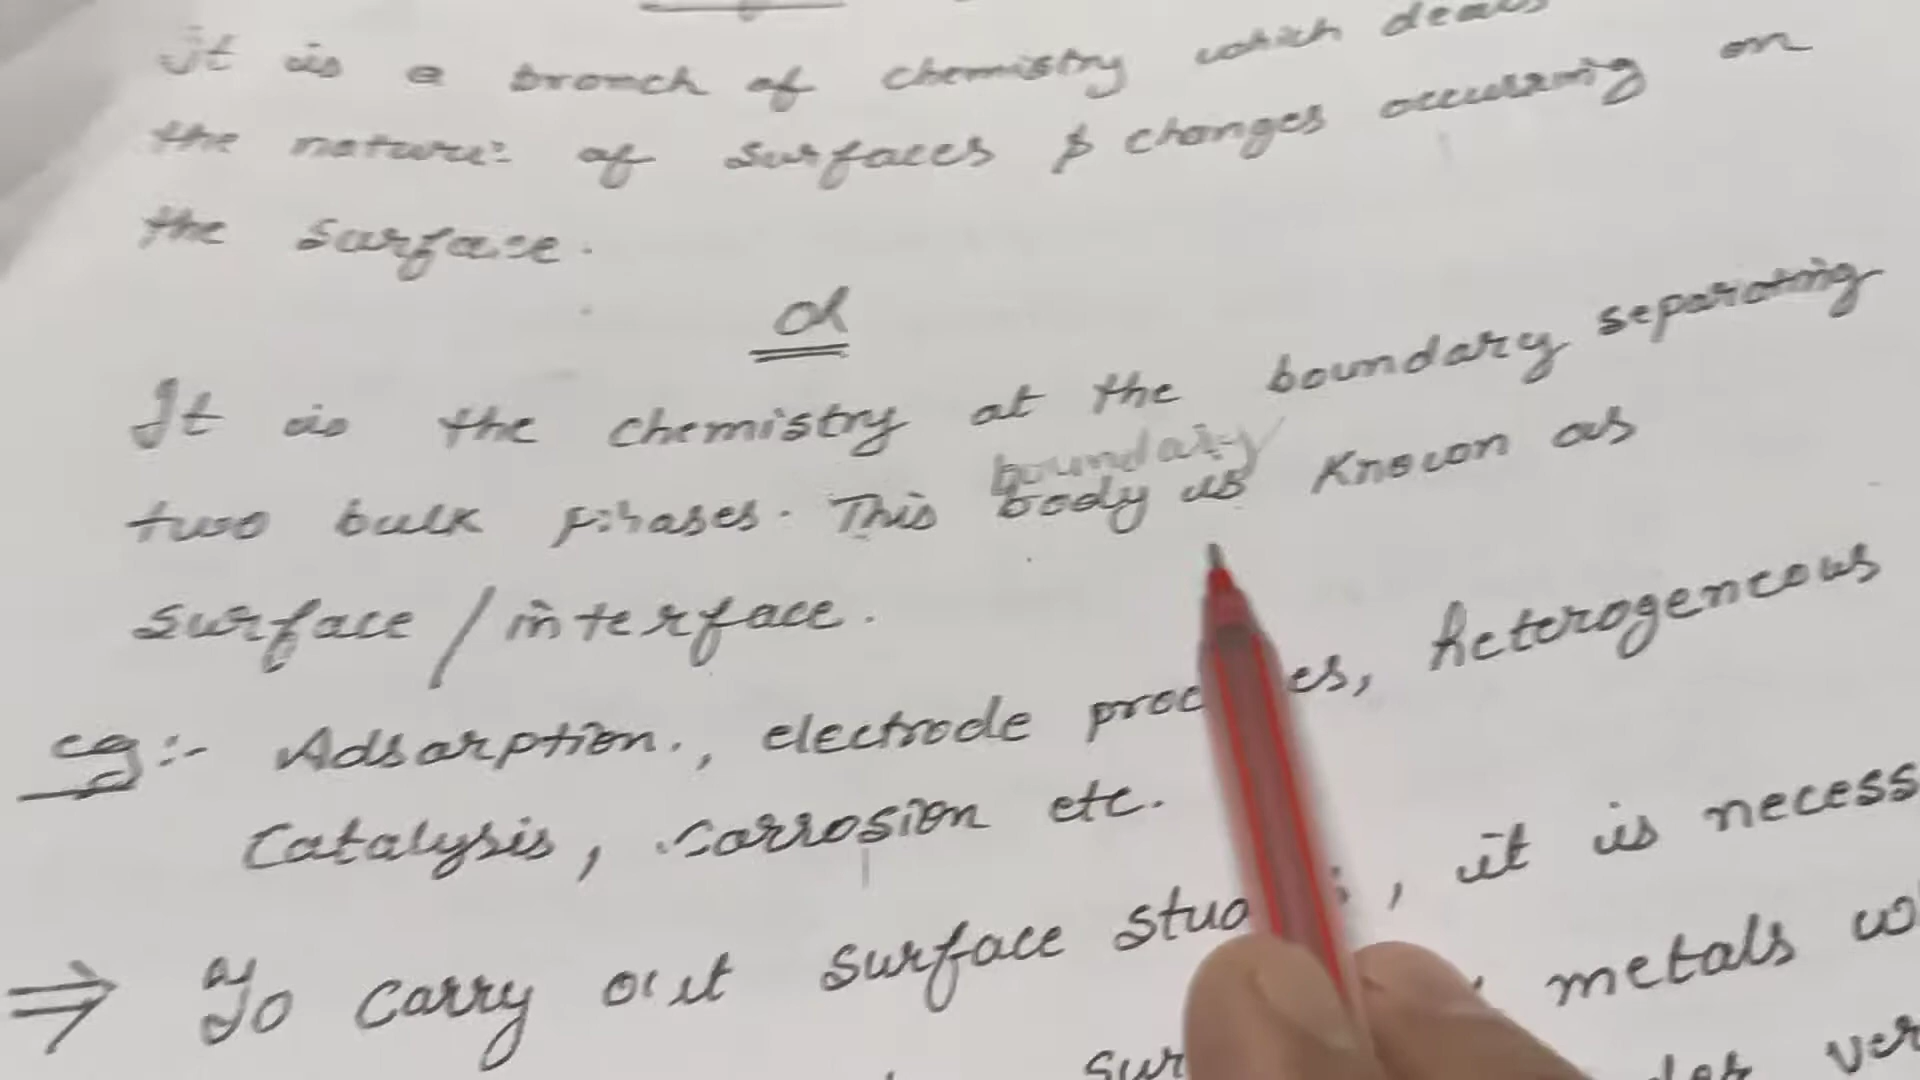 It is a branch of chemistry which deals
the nature of surfaces & changes occurring on
the surface.
or
It is the chemistry at the boundary separating
boundary
two bulk phases. This body is known as
surface / interface.
eg:- Adsorption., electrode proc es, heterogeneous
Catalysis, corrosion etc.
⇒ To carry out surface stud , it is necess
metals
sur ver